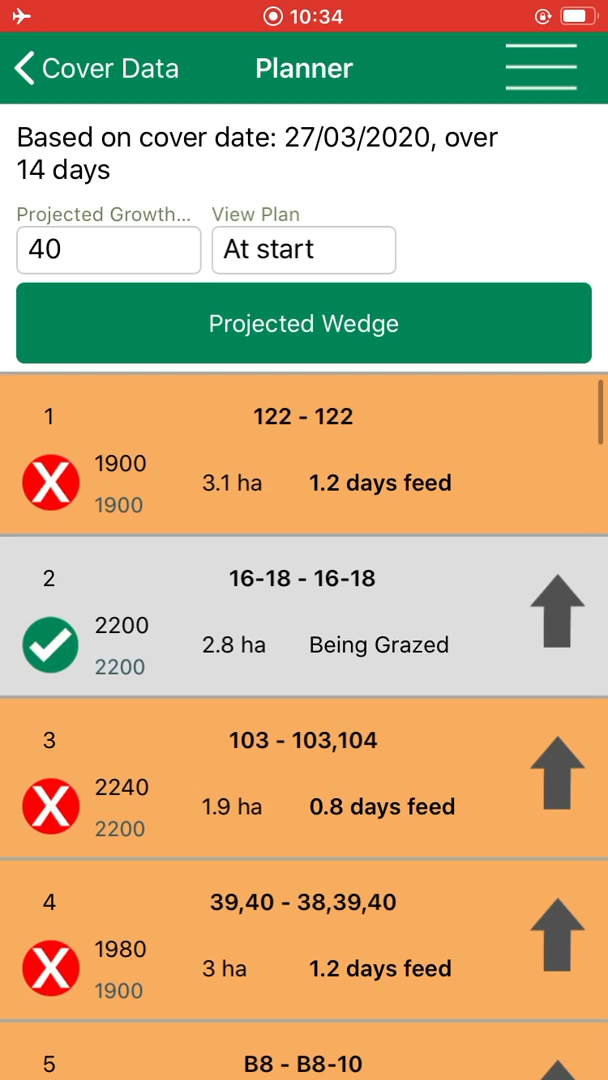 10:34
Cover Data
Planner
Based on cover date: 27/03/2020, over
14 days
Projected Growth... View Plan
40 At start
Projected Wedge
1 122 - 122
X 1900 3.1 ha 1.2 days feed
1900
2 16-18 - 16-18
2200 2.8 ha Being Grazed
2200
3 103 - 103,104
X 2240 1.9 ha 0.8 days feed
2200
4 39,40 - 38,39,40
X 1980 3 ha 1.2 days feed
1900
5 B8 - B8-10